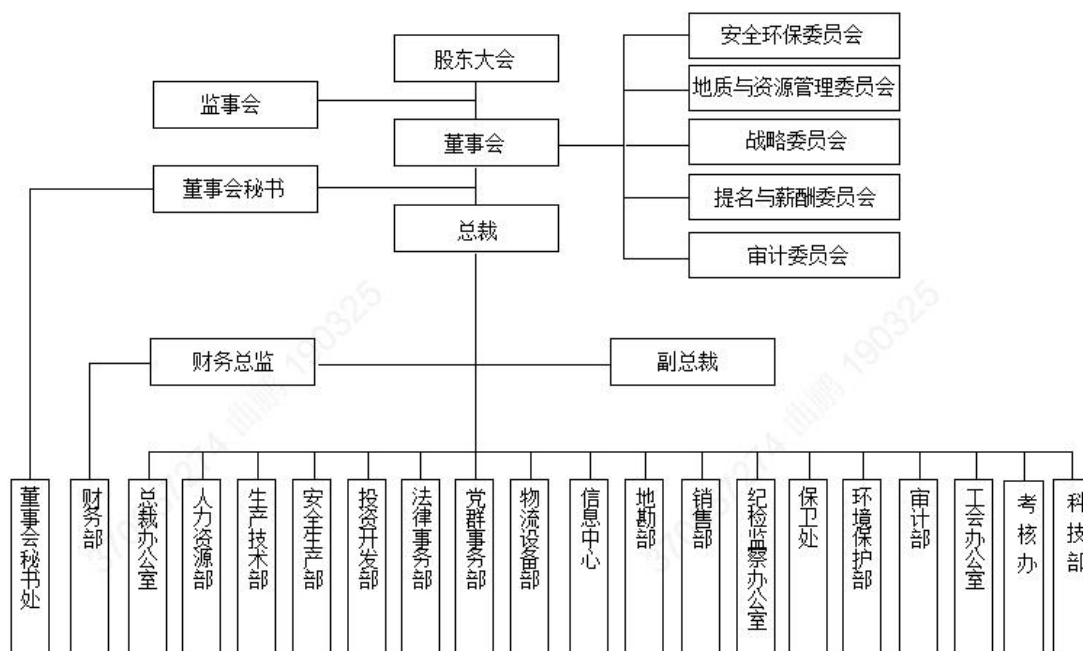 股东大会
监事会
董事会
董事会秘书
总裁
安全环保委员会
地质与资源管理委员会
战略委员会
提名与薪酬委员会
审计委员会
财务总监
副总裁
董事会秘书处
财务部
总裁办公室
人力资源部
生产技术部
安全生产部
投资开发部
法律事务部
党群事务部
物流设备部
信息中心
地勘部
销售部
纪检监察办公室
保卫处
环境保护部
审计部
工会办公室
考核办
科技部